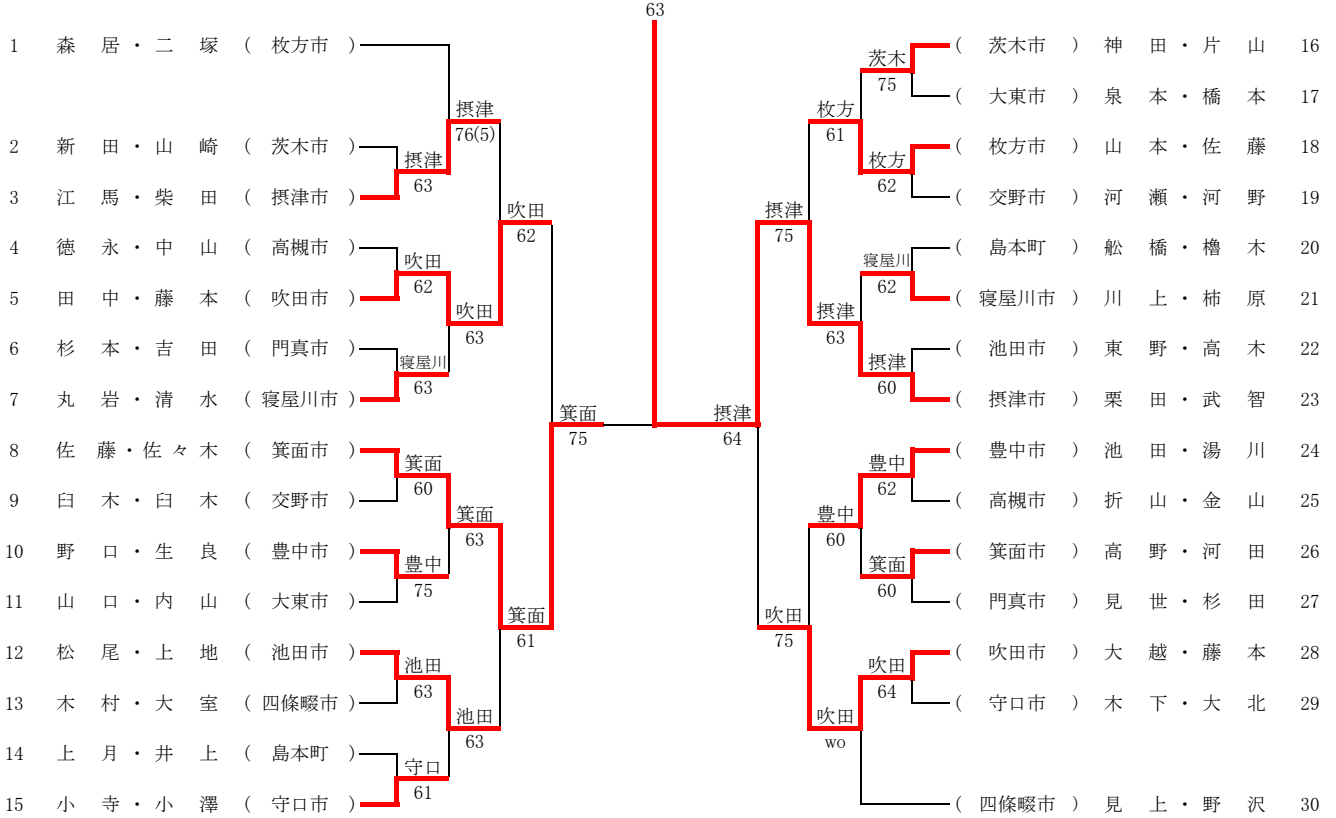 63
1 森 居・二 塚 ( 枚方市 )
2 新 田・山 崎 ( 茨木市 )
3 江 馬・柴 田 ( 摂津市 )
4 徳 永・中 山 ( 高槻市 )
5 田 中・藤 本 ( 吹田市 )
6 杉 本・吉 田 ( 門真市 )
7 丸 岩・清 水 ( 寝屋川市 )
8 佐 藤・佐 々 木 ( 箕面市 )
9 臼 木・臼 木 ( 交野市 )
10 野 口・生 良 ( 豊中市 )
11 山 口・内 山 ( 大東市 )
12 松 尾・上 地 ( 池田市 )
13 木 村・大 室 ( 四條畷市 )
14 上 月・井 上 ( 島本町 )
15 小 寺・小 澤 ( 守口市 )
摂津
63
吹田
62
寝屋川
63
箕面
60
豊中
75
池田
63
守口
61
摂津
76(5)
吹田
63
箕面
63
池田
63
吹田
62
箕面
61
箕面
75
摂津
64
摂津
75
吹田
75
枚方
61
摂津
63
豊中
60
吹田
wo
茨木
75
枚方
62
寝屋川
62
摂津
60
豊中
62
箕面
60
吹田
64
( 茨木市 ) 神 田・片 山 16
( 大東市 ) 泉 本・橋 本 17
( 枚方市 ) 山 本・佐 藤 18
( 交野市 ) 河 瀬・河 野 19
( 島本町 ) 舩 橋・櫓 木 20
( 寝屋川市 ) 川 上・柿 原 21
( 池田市 ) 東 野・高 木 22
( 摂津市 ) 栗 田・武 智 23
( 豊中市 ) 池 田・湯 川 24
( 高槻市 ) 折 山・金 山 25
( 箕面市 ) 高 野・河 田 26
( 門真市 ) 見 世・杉 田 27
( 吹田市 ) 大 越・藤 本 28
( 守口市 ) 木 下・大 北 29
( 四條畷市 ) 見 上・野 沢 30